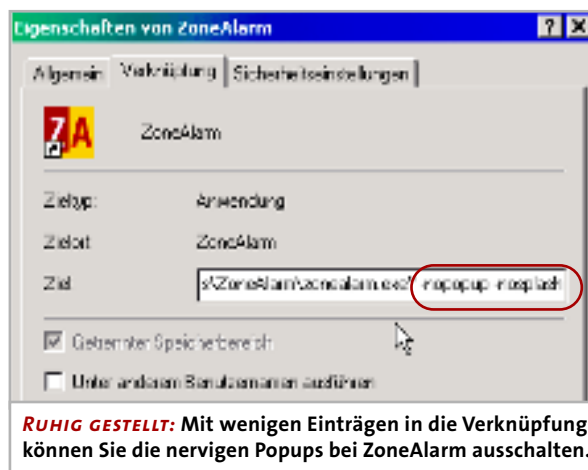 Eigenschaften von ZoneAlarm
Allgemein Verknüpfung Sicherheitseinstellungen
ZA
ZoneAlarm
Zieltyp: Anwendung
Zielort ZoneAlarm
Ziel s\ZoneAlarm\zonealarm.exe" -nopopup -nosplash
Getrennter Speicherbereich
Unter anderem Benutzernamen ausführen
RUHIG GESTELLT: Mit wenigen Einträgen in die Verknüpfung
können Sie die nervigen Popups bei ZoneAlarm ausschalten.